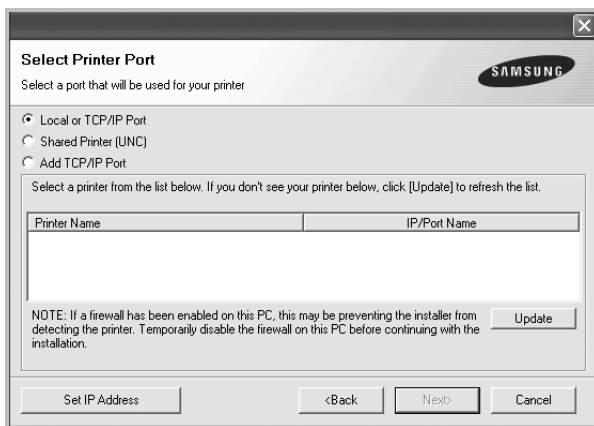 Select Printer Port
Select a port that will be used for your printer
SAMSUNG
Local or TCP/IP Port
Shared Printer (UNC)
Add TCP/IP Port
Select a printer from the list below. If you don't see your printer below, click [Update] to refresh the list.
Printer Name IP/Port Name
NOTE: If a firewall has been enabled on this PC, this may be preventing the installer from
detecting the printer. Temporarily disable the firewall on this PC before continuing with the
installation.
Update
Set IP Address <Back Next> Cancel